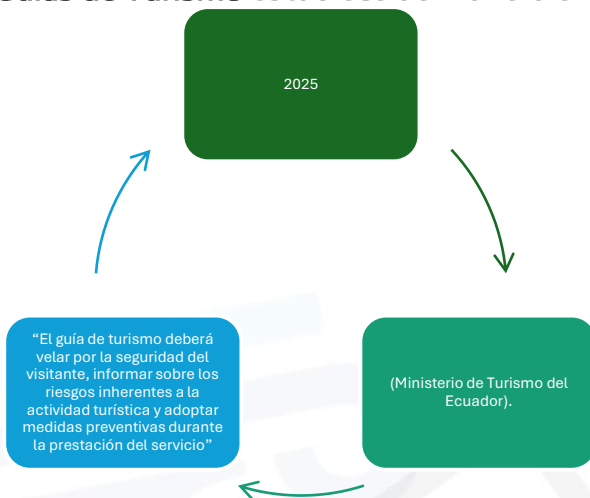 2025
(Ministerio de Turismo del
Ecuador).
“El guía de turismo deberá
velar por la seguridad del
visitante, informar sobre los
riesgos inherentes a la
actividad turística y adoptar
medidas preventivas durante
la prestación del servicio”